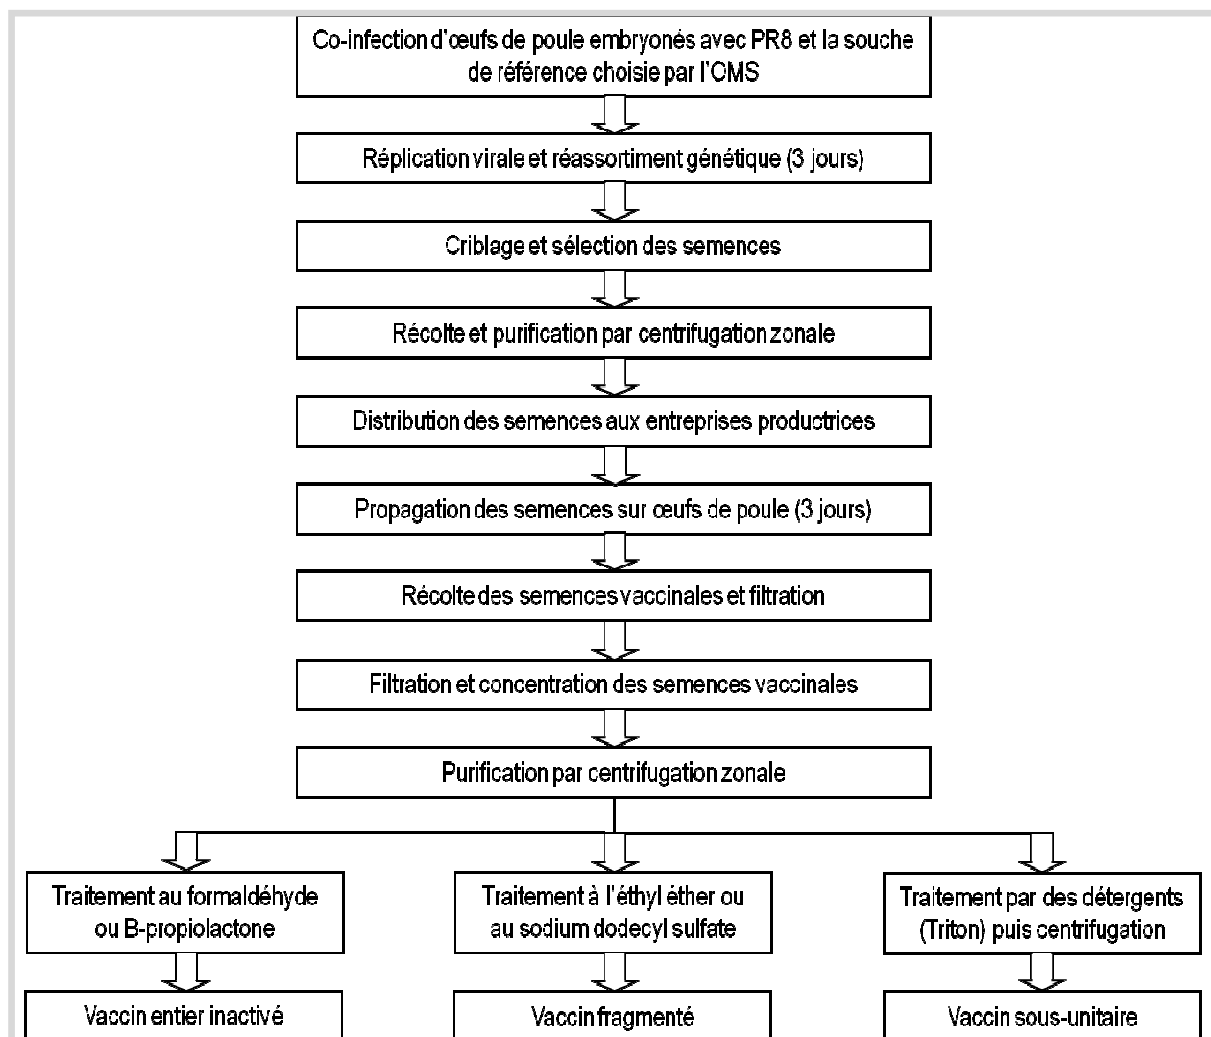 Co-infection d'œufs de poule embryonés avec PR8 et la souche
de référence choisie par l'OMS
Réplication virale et réassortiment génétique (3 jours)
Criblage et sélection des semences
Récolte et purification par centrifugation zonale
Distribution des semences aux entreprises productrices
Propagation des semences sur œufs de poule (3 jours)
Récolte des semences vaccinales et filtration
Filtration et concentration des semences vaccinales
Purification par centrifugation zonale
Traitement au formaldéhyde
ou B-propiolactone
Traitement à l'éthyl éther ou
au sodium dodecyl sulfate
Traitement par des détergents
(Triton) puis centrifugation
Vaccin entier inactivé
Vaccin fragmenté
Vaccin sous-unitaire